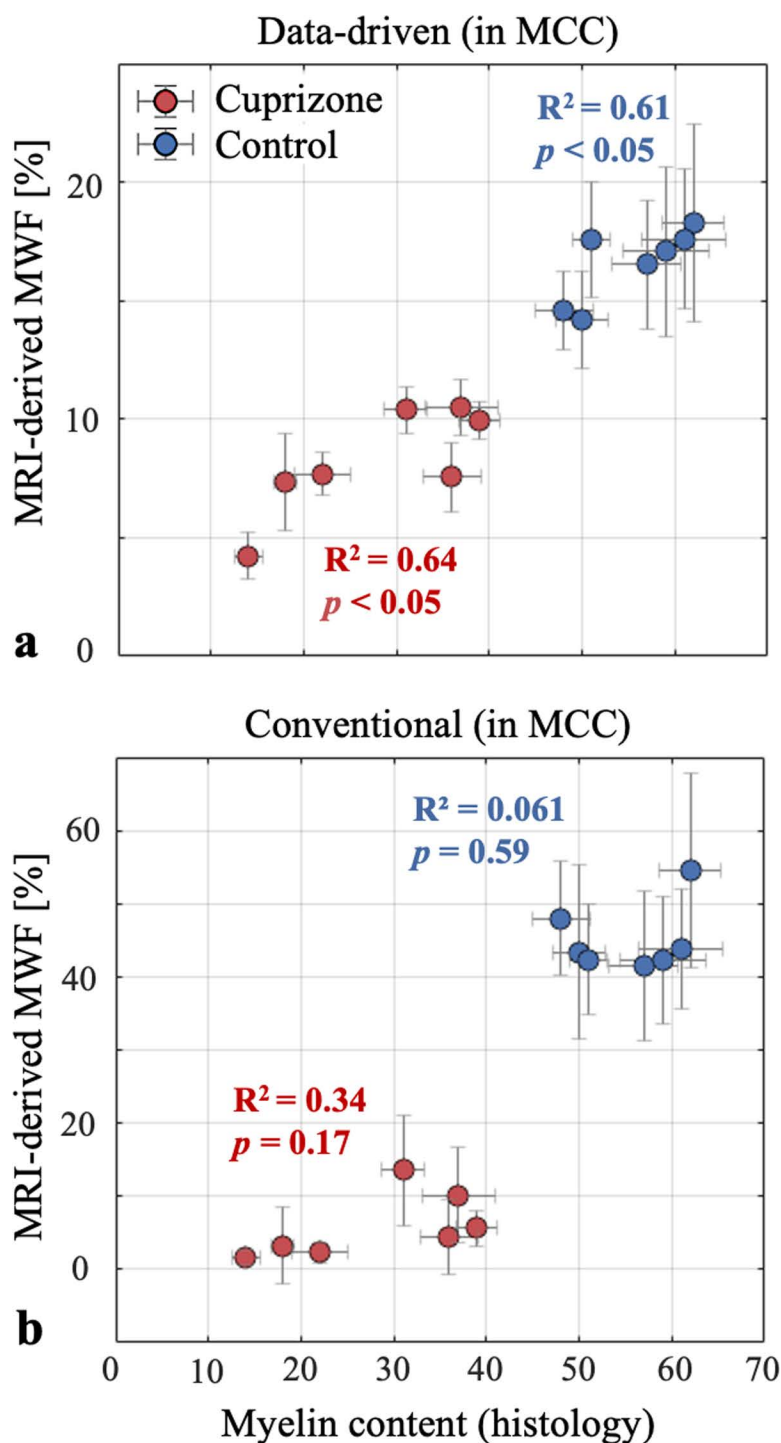 Data-driven (in MCC)
Cuprizone
Control
R² = 0.61
p < 0.05
20
MRI-derived MWF [%]
10
R² = 0.64
p < 0.05
a
0
Conventional (in MCC)
60
R² = 0.061
p = 0.59
MRI-derived MWF [%]
40
20
R² = 0.34
p = 0.17
0
b
0 10 20 30 40 50 60 70
Myelin content (histology)